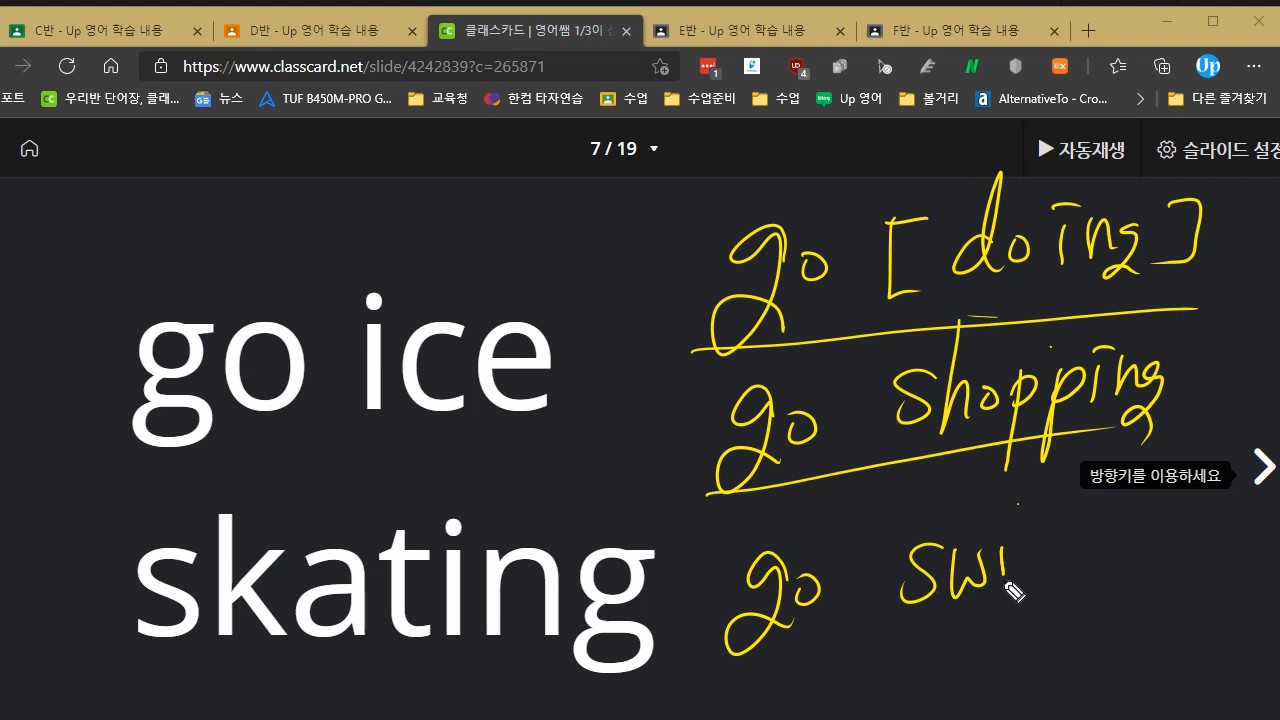 C반 - Up 영어 학습 내용
D반 - Up 영어 학습 내용
클래스카드 | 영어쌤 1/3이
E반 - Up 영어 학습 내용
F반 - Up 영어 학습 내용
https://www.classcard.net/slide/4242839?c=265871
1
4
Up
포트
우리반 단어장, 클래...
뉴스
TUF B450M-PRO G...
교육청
한컴 타자연습
수업
수업준비
수업
Up 영어
볼거리
AlternativeTo - Cro...
다른 즐겨찾기
7 / 19
자동재생
슬라이드 설정
go ice
skating
go [doing]
go shopping
방향키를 이용하세요
go swi